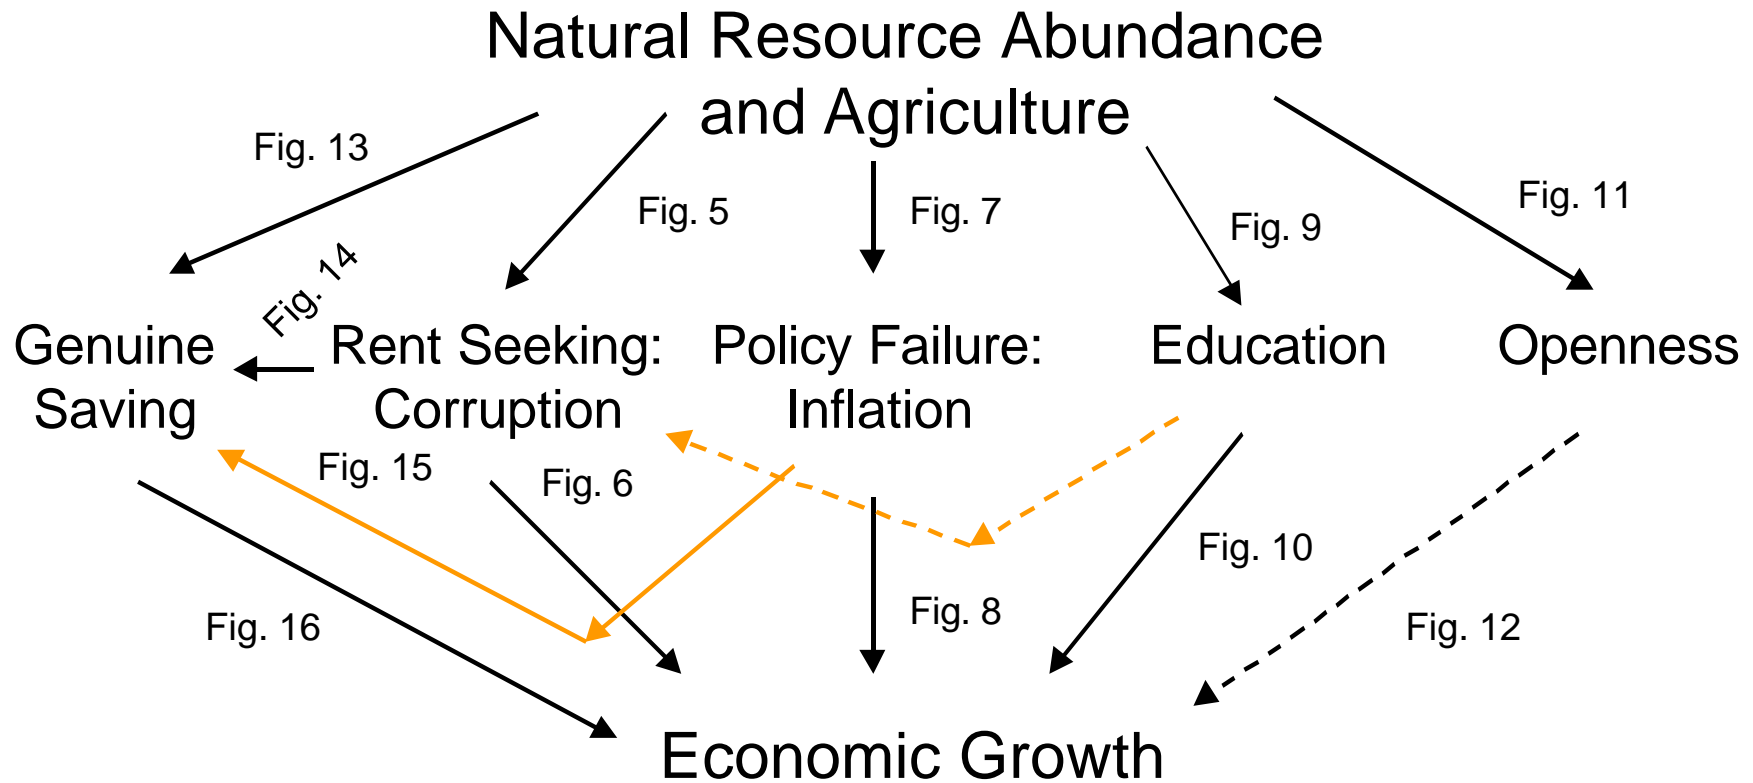 Natural Resource Abundance
and Agriculture
Fig. 13
Fig. 5
Fig. 7
Fig. 9
Fig. 11
Fig. 14
Genuine
Saving
Rent Seeking:
Corruption
Policy Failure:
Inflation
Education
Openness
Fig. 15
Fig. 6
Fig. 16
Fig. 8
Fig. 10
Fig. 12
Economic Growth